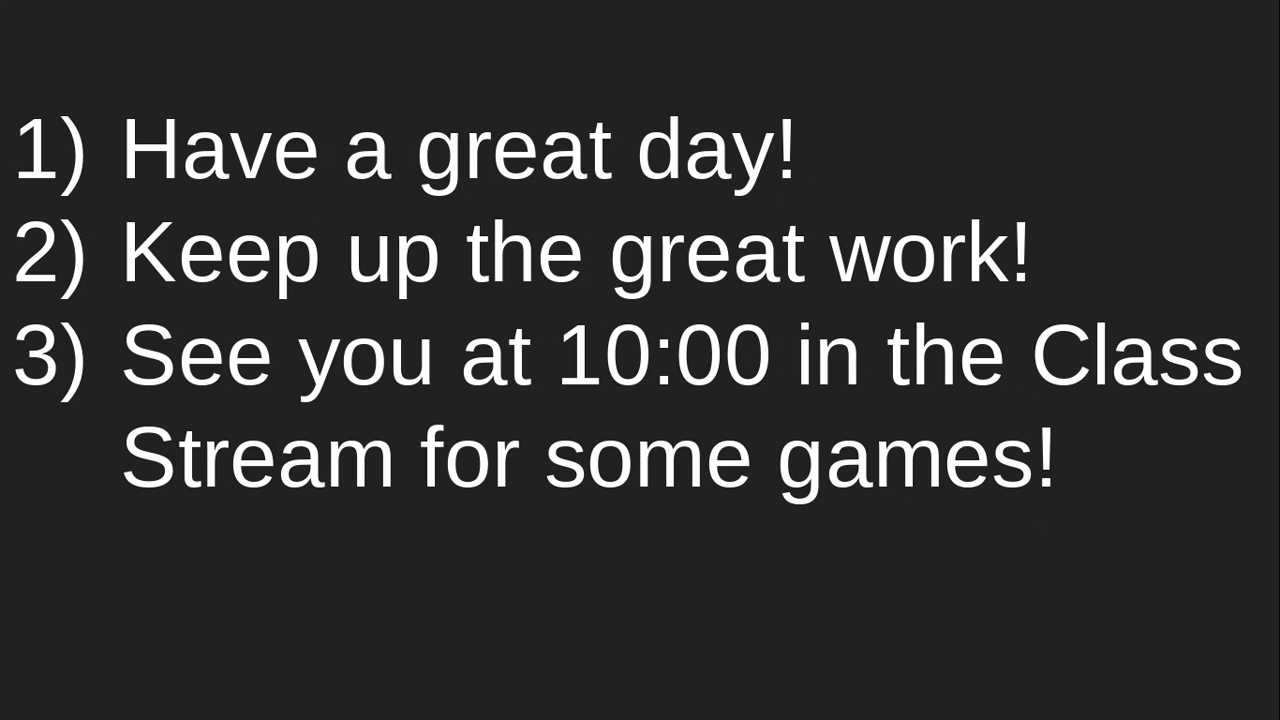 1) Have a great day!
2) Keep up the great work!
3) See you at 10:00 in the Class
Stream for some games!